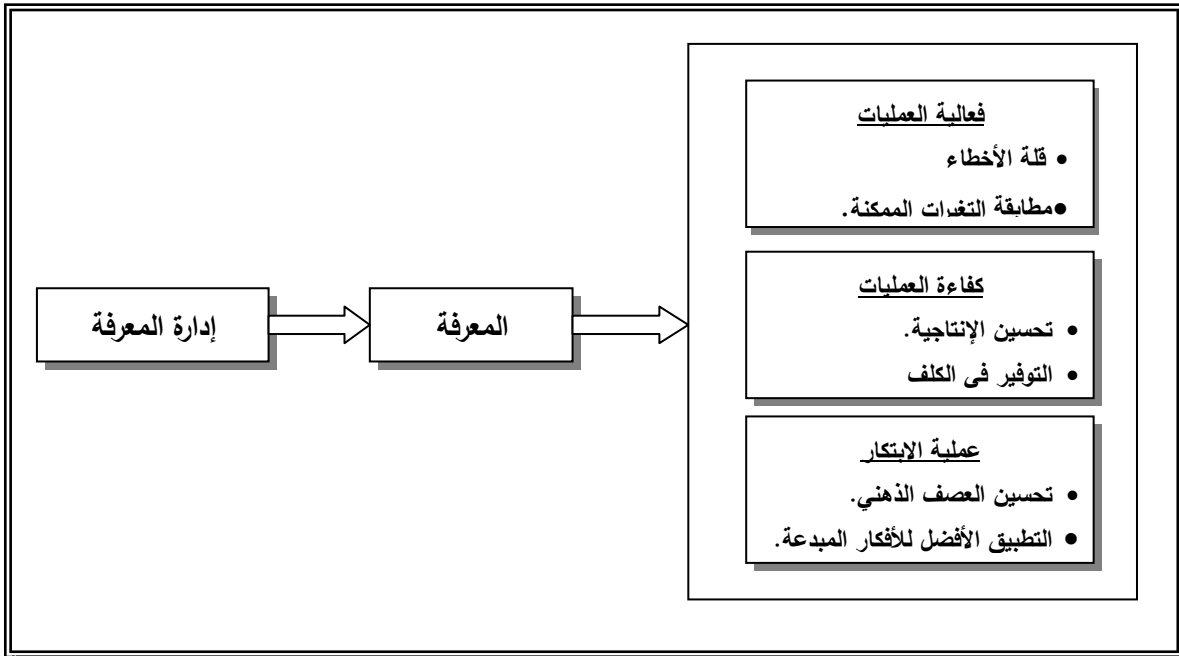 فعالية العمليات
• قلة الأخطاء
•مطابقة التغيرات الممكنة.
كفاءة العمليات
• تحسين الإنتاجية.
• التوفير في الكلف
عملية الابتكار
• تحسين العصف الذهني.
• التطبيق الأفضل للأفكار المبدعة.
المعرفة
إدارة المعرفة